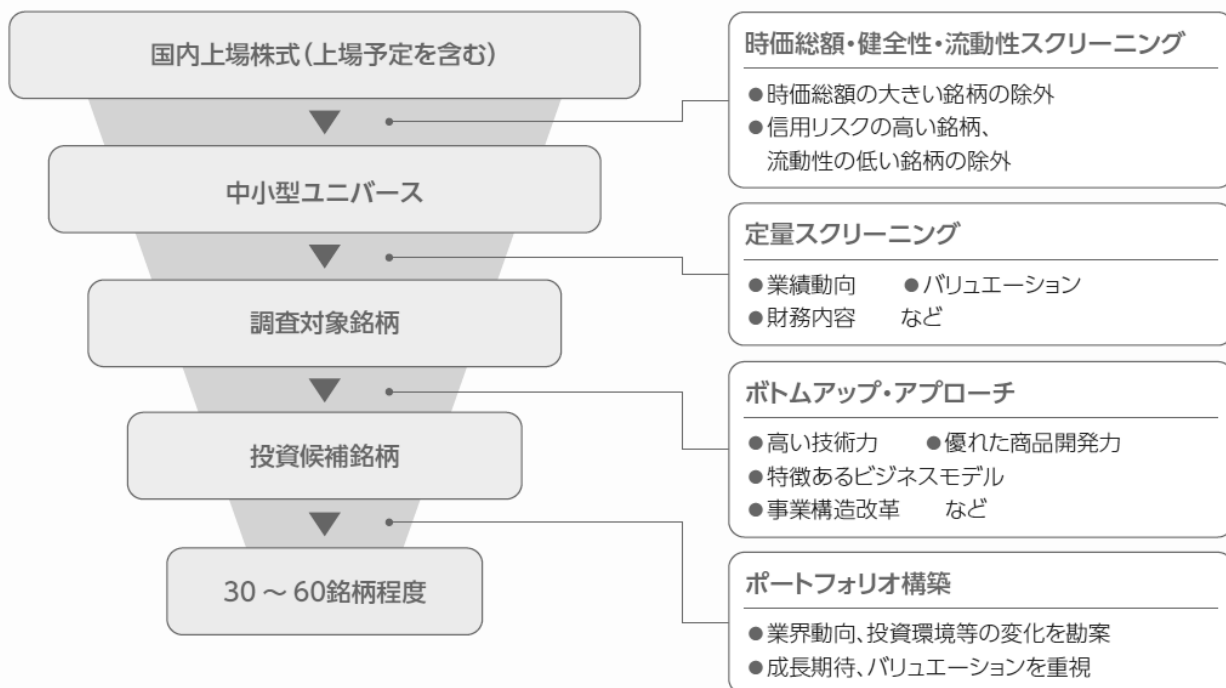 国内上場株式(上場予定を含む)
中小型ユニバース
調査対象銘柄
投資候補銘柄
30 〜 60銘柄程度
時価総額・健全性・流動性スクリーニング
●時価総額の大きい銘柄の除外
●信用リスクの高い銘柄、
流動性の低い銘柄の除外
定量スクリーニング
●業績動向 ●バリュエーション
●財務内容 など
ボトムアップ・アプローチ
●高い技術力 ●優れた商品開発力
●特徴あるビジネスモデル
●事業構造改革 など
ポートフォリオ構築
●業界動向、投資環境等の変化を勘案
●成長期待、バリュエーションを重視